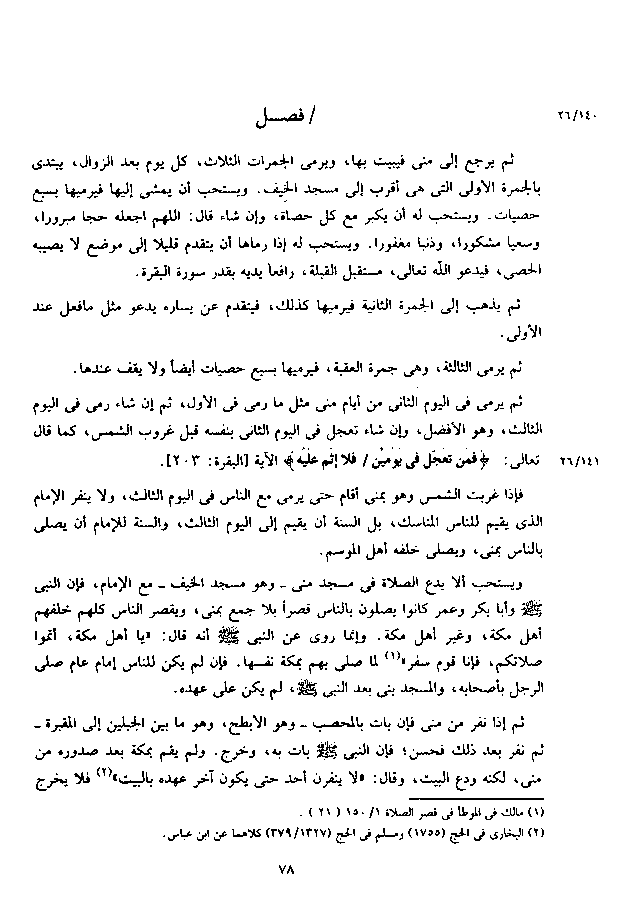 ٢٦/١٤٠
/ فصــل
ثم يرجع إلى منى فيبيت بها، ويرمى الجمرات الثلاث، كل يوم بعد الزوال، يبتدى
بالجمرة الأولى التى هى أقرب إلى مسجد الخيف. ويستحب أن يمشى إليها فيرميها بسبع
حصيات. ويستحب له أن يكبر مع كل حصاة، وإن شاء قال: اللهم اجعله حجا مبرورا،
وسعيا مشكورا، وذنبا مغفورا. ويستحب له إذا رماها أن يتقدم قليلا إلى موضع لا يصيبه
الحصى، فيدعو الله تعالى، مستقبل القبلة، رافعاً يديه بقدر سورة البقرة.
ثم يذهب إلى الجمرة الثانية فيرميها كذلك، فيتقدم عن يساره يدعو مثل مافعل عند
الأولى.
ثم يرمى الثالثة، وهى جمرة العقبة، فيرميها بسبع حصيات أيضاً ولا يقف عندها.
ثم يرمى فى اليوم الثانى من أيام منى مثل ما رمى فى الأول، ثم إن شاء رمى فى اليوم
الثالث، وهو الأفضل، وإن شاء تعجل فى اليوم الثانى بنفسه قبل غروب الشمس، كما قال
تعالى: ﴿ فَمَن تَعَجَّلَ فِى يَوْمَيْنِ / فَلا إِثْمَ عَلَيْهِ ﴾ الآية [البقرة: ٢٠٣].
٢٦/١٤١
فإذا غربت الشمس وهو بمنى أقام حتى يرمى مع الناس فى اليوم الثالث، ولا ينفر الإمام
الذى يقيم للناس المناسك، بل السنة أن يقيم إلى اليوم الثالث، والسنة للإمام أن يصلى
بالناس بمنى، ويصلى خلفه أهل الموسم.
ويستحب ألا يدع الصلاة فى مسجد منى ـ وهو مسجد الخيف ـ مع الإمام، فإن النبى
ﷺ وأبا بكر وعمر كانوا يصلون بالناس قصراً بلا جمع بمنى، ويقصر الناس كلهم خلفهم
أهل مكة، وغير أهل مكة. وإنما روى عن النبى ﷺ أنه قال: «يا أهل مكة، أتموا
صلاتكم، فإنا قوم سفر»(١) لما صلى بهم بمكة نفسها. فإن لم يكن للناس إمام عام صلى
الرجل بأصحابه، والمسجد بنى بعد النبى ﷺ، لم يكن على عهده.
ثم إذا نفر من منى فإن بات بالمحصب ـ وهو الأبطح، وهو ما بين الجبلين إلى المقبرة ـ
ثم نفر بعد ذلك فحسن؛ فإن النبى ﷺ بات به، وخرج. ولم يقم بمكة بعد صدوره من
منى، لكنه ودع البيت، وقال: «لا ينفرن أحد حتى يكون آخر عهده بالبيت»(٢) فلا يخرج
(١) مالك فى الموطأ فى قصر الصلاة ١/ ١٥٠ ( ٢١ ) .
(٢) البخارى فى الحج (١٧٥٥) ومسلم فى الحج (٣٧٩/١٣٢٧) كلاهما عن ابن عباس.
٧٨